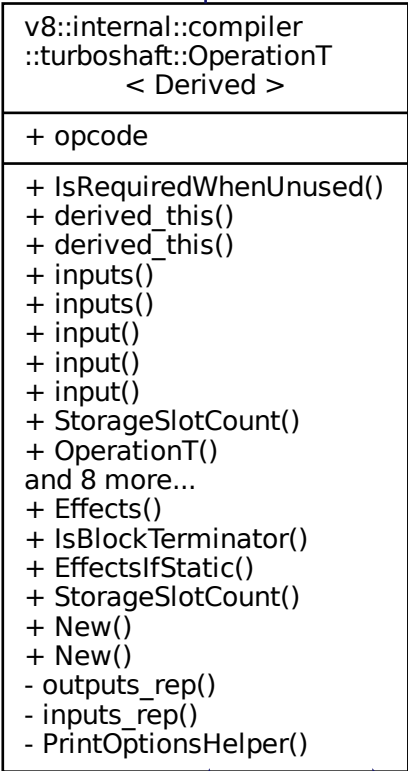 v8::internal::compiler
::turboshaft::OperationT
< Derived >
+ opcode
+ IsRequiredWhenUnused()
+ derived_this()
+ derived_this()
+ inputs()
+ inputs()
+ input()
+ input()
+ input()
+ StorageSlotCount()
+ OperationT()
and 8 more...
+ Effects()
+ IsBlockTerminator()
+ EffectsIfStatic()
+ StorageSlotCount()
+ New()
+ New()
- outputs_rep()
- inputs_rep()
- PrintOptionsHelper()